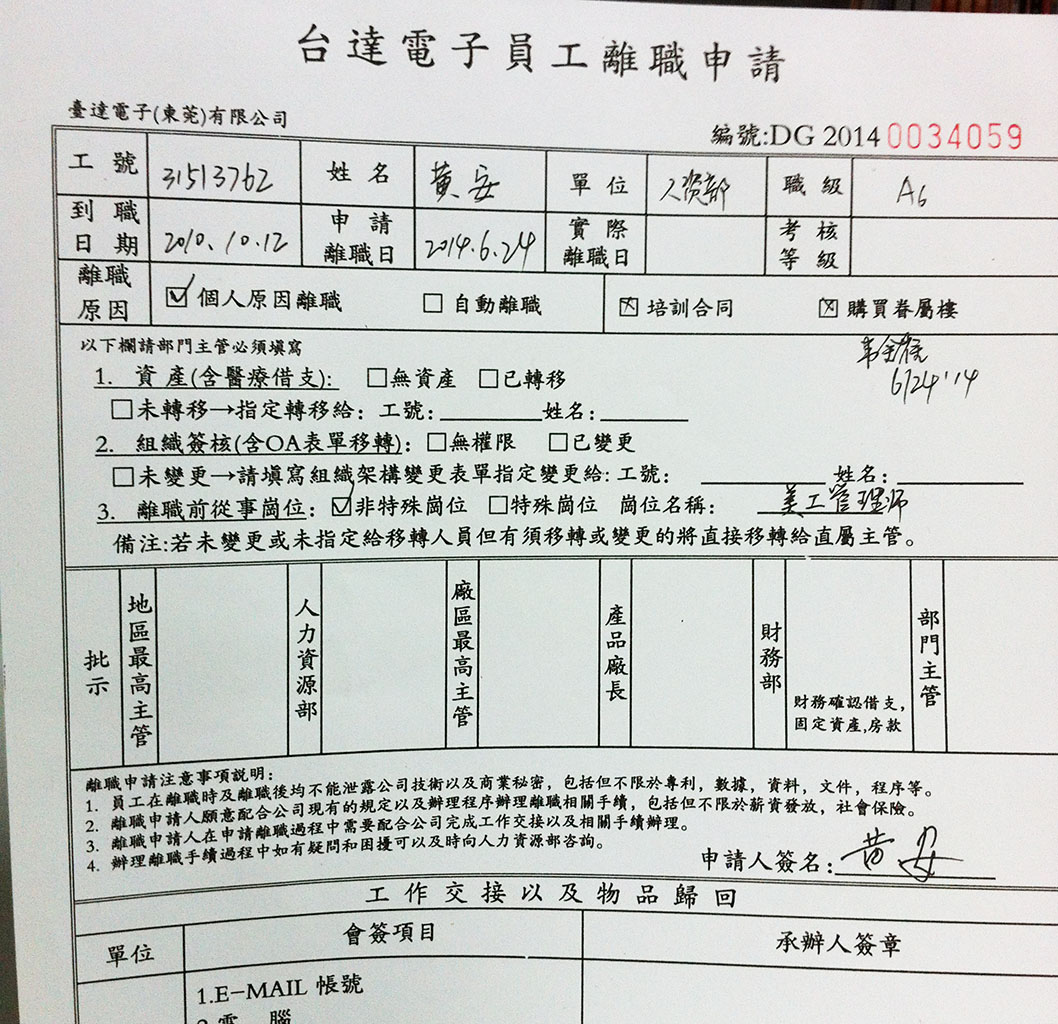 台達電子員工離職申請
臺達電子(東莞)有限公司
編號:DG 2014 0034059
工號 31513762 姓名 黃安 單位 人資部 職級 A6
到職日期 2010.10.12 申請離職日 2014.6.24 實際離職日 考核等級
離職原因 ☑個人原因離職 □自動離職 ☒培訓合同 ☒購買眷屬樓
以下欄請部門主管必須填寫
6/24'14
1. 資產(含醫療借支): □無資產 □已轉移
□未轉移→指定轉移給: 工號: 姓名:
2. 組織簽核(含OA表單移轉): □無權限 □已變更
□未變更→請填寫組織架構變更表單指定變更給: 工號: 姓名:
3. 離職前從事崗位: ☑非特殊崗位 □特殊崗位 崗位名稱: 美工管理師
備注:若未變更或未指定給移轉人員但有須移轉或變更的將直接移轉給直屬主管。
批示 地區最高主管 人力資源部 廠區最高主管 產品廠長 財務部 部門主管
財務確認借支,
固定資產,房款
離職申請注意事項說明:
1. 員工在離職時及離職後均不能泄露公司技術以及商業秘密, 包括但不限於專利, 數據, 資料, 文件, 程序等。
2. 離職申請人願意配合公司現有的規定以及辦理程序辦理離職相關手續, 包括但不限於薪資發放, 社會保險。
3. 離職申請人在申請離職過程中需要配合公司完成工作交接以及相關手續辦理。
4. 辦理離職手續過程中如有疑問和困擾可以及時向人力資源部咨詢。
申請人簽名: 黄安
工作交接以及物品歸回
單位 會簽項目 承辦人簽章
1.E-MAIL 帳號
2.電 腦